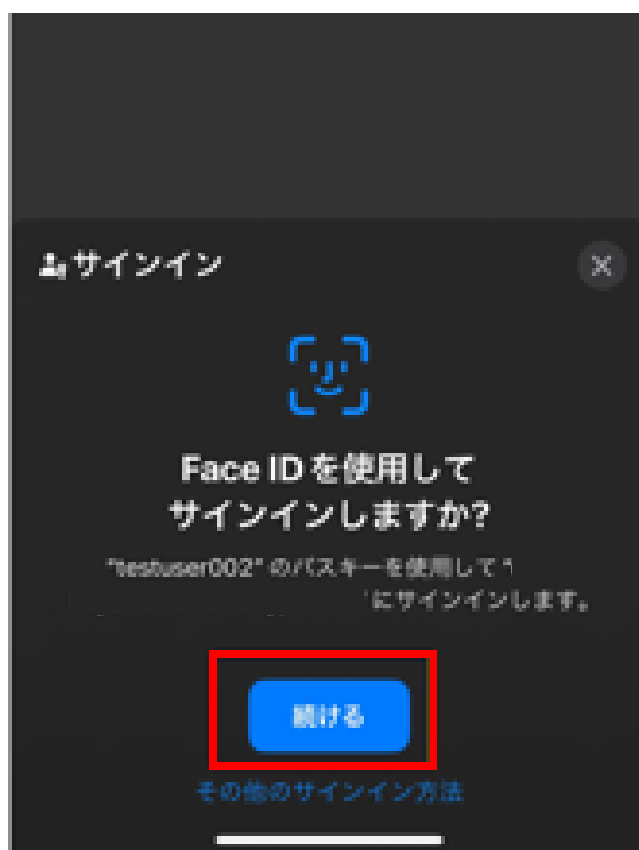 サインイン
Face IDを使用して
サインインしますか?
"testuser002" のパスキーを使用して "
にサインインします。
続ける
その他のサインイン方法